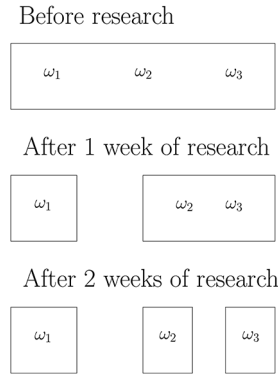 Before research
ω₁ ω₂ ω₃
After 1 week of research
ω₁ ω₂ ω₃
After 2 weeks of research
ω₁ ω₂ ω₃